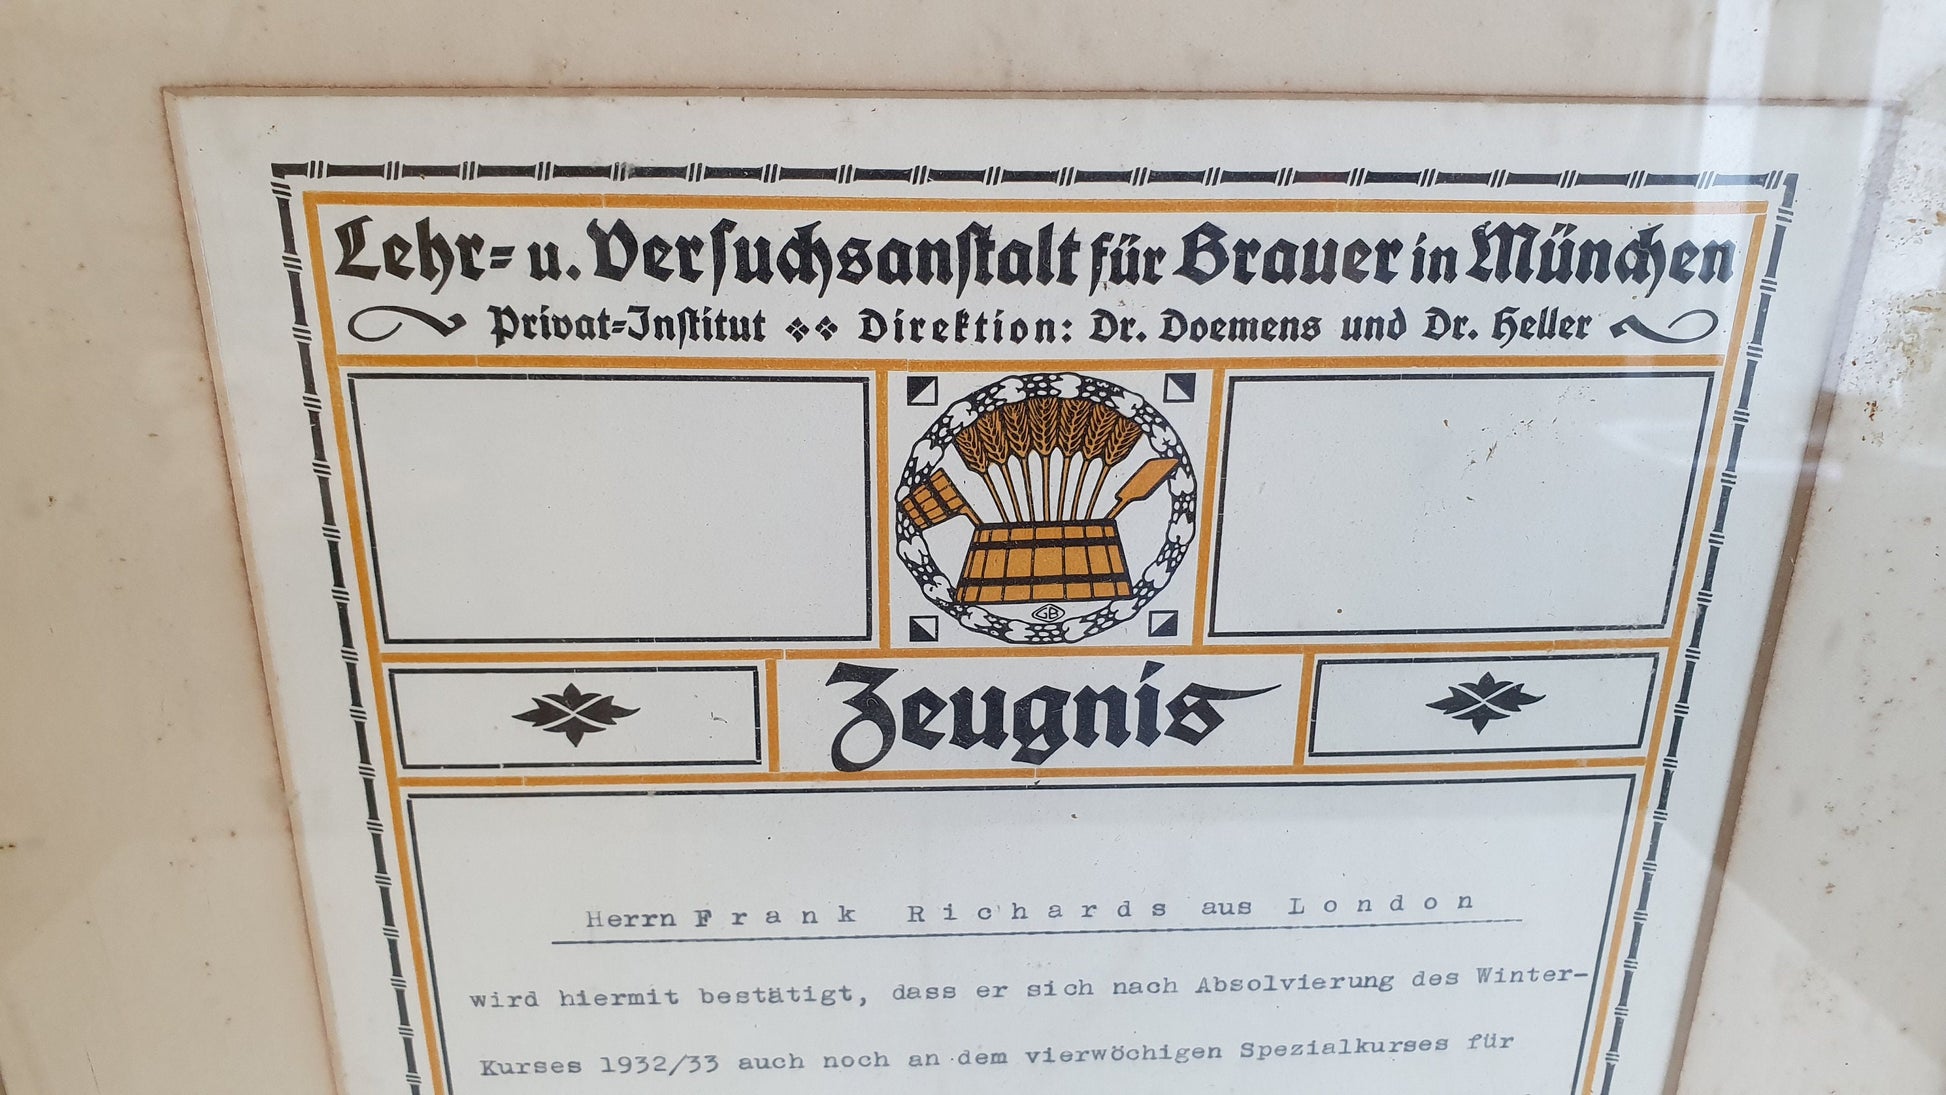 Lehr- u. Versuchsanstalt für Brauer in München
Privat-Institut Direktion: Dr. Doemens und Dr. Heller
GB
Zeugnis
Herrn Frank Richards aus London
wird hiermit bestätigt, dass er sich nach Absolvierung des Winter-
Kurses 1932/33 auch noch an dem vierwöchigen Spezialkurses für